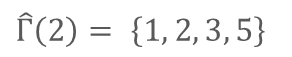 Γ̂(2) = {1, 2, 3, 5}